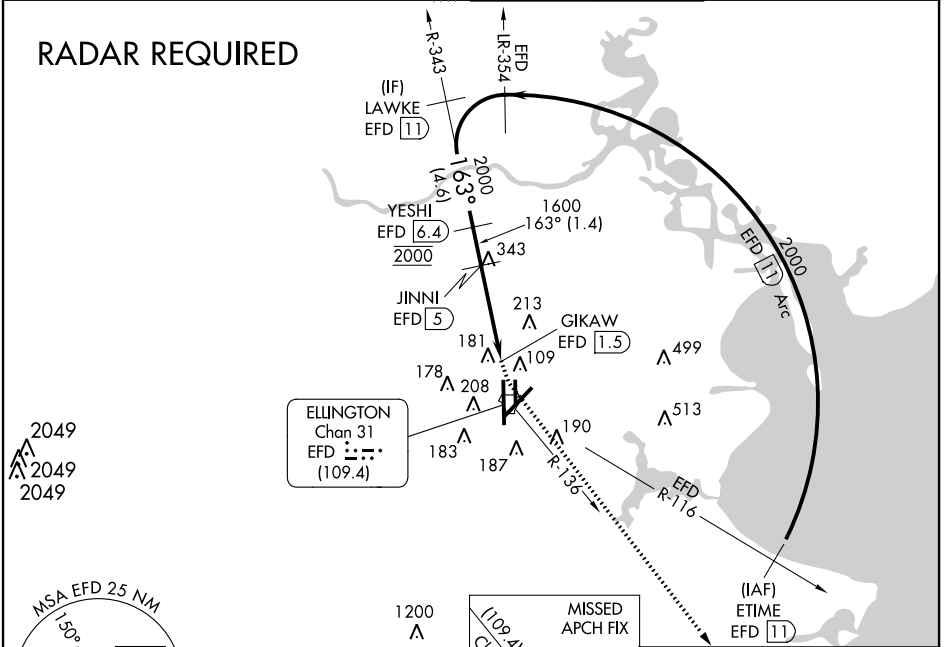 RADAR REQUIRED
R-343
EFD
LR-354
(IF)
LAWKE
EFD 11
2000
163°
(4.6)
YESHI
EFD 6.4
2000
1600
163° (1.4)
343
JINNI
EFD 5
213
GIKAW
EFD 1.5
181
109
178
208
499
513
ELLINGTON
Chan 31
EFD
(109.4)
183
187
190
R-136
EFD
R-116
2000
EFD 11 Arc
2049
2049
2049
(IAF)
ETIME
EFD 11
MSA EFD 25 NM
150°
1200
(109.4)
MISSED
APCH FIX